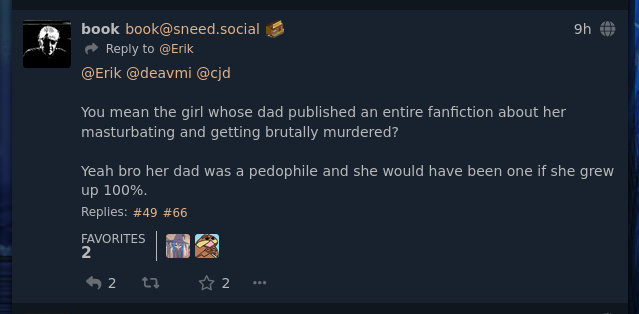 book book@sneed.social 9h
Reply to @Erik
@Erik @deavmi @cjd
You mean the girl whose dad published an entire fanfiction about her
masturbating and getting brutally murdered?
Yeah bro her dad was a pedophile and she would have been one if she grew
up 100%.
Replies: #49 #66
FAVORITES
2
2 2